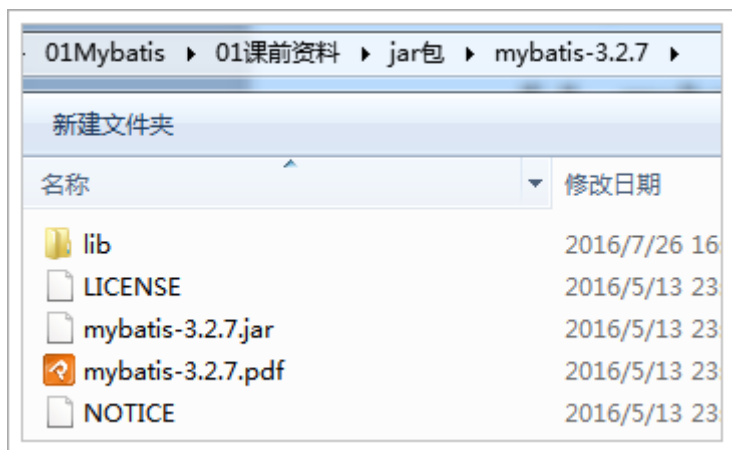 01Mybatis ▸ 01课前资料 ▸ jar包 ▸ mybatis-3.2.7 ▸
新建文件夹
名称 修改日期
lib 2016/7/26 16
LICENSE 2016/5/13 23
mybatis-3.2.7.jar 2016/5/13 23
mybatis-3.2.7.pdf 2016/5/13 23
NOTICE 2016/5/13 23